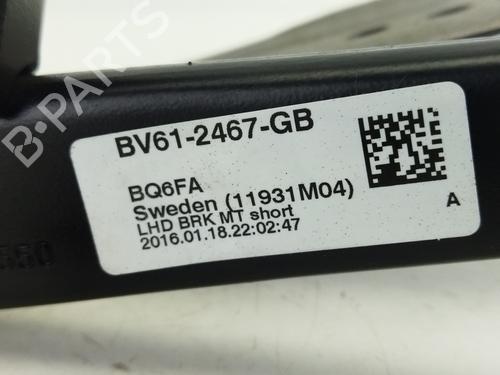 B-PARTS
BV61-2467-GB
BQ6FA
Sweden (11931M04)
LHD BRK MT short
2016.01.18.22:02:47
A